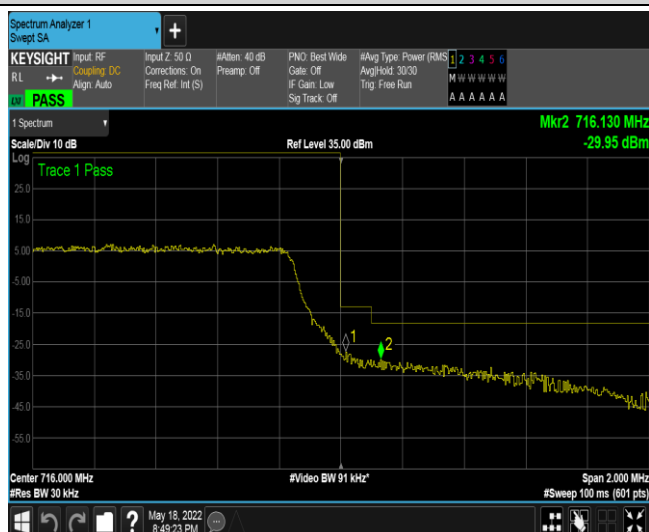 Spectrum Analyzer 1
Swept SA
+
KEYSIGHT
RL
PASS
Input: RF
Coupling: DC
Align: Auto
Input Z: 50 Ω
Corrections: On
Freq Ref: Int (S)
#Atten: 40 dB
Preamp: Off
PNO: Best Wide
Gate: Off
IF Gain: Low
Sig Track: Off
#Avg Type: Power (RMS
Avg|Hold: 30/30
Trig: Free Run
1 2 3 4 5 6
M W W W W W
A A A A A A
1 Spectrum
Scale/Div 10 dB
Ref Level 35.00 dBm
Mkr2 716.130 MHz
-29.95 dBm
Log
Trace 1 Pass
25.0
15.0
5.00
-5.00
-15.0
-25.0
-35.0
-45.0
-55.0
1
2
Center 716.000 MHz
#Video BW 91 kHz*
Span 2.000 MHz
#Res BW 30 kHz
#Sweep 100 ms (601 pts)
?
May 18, 2022
8:49:23 PM